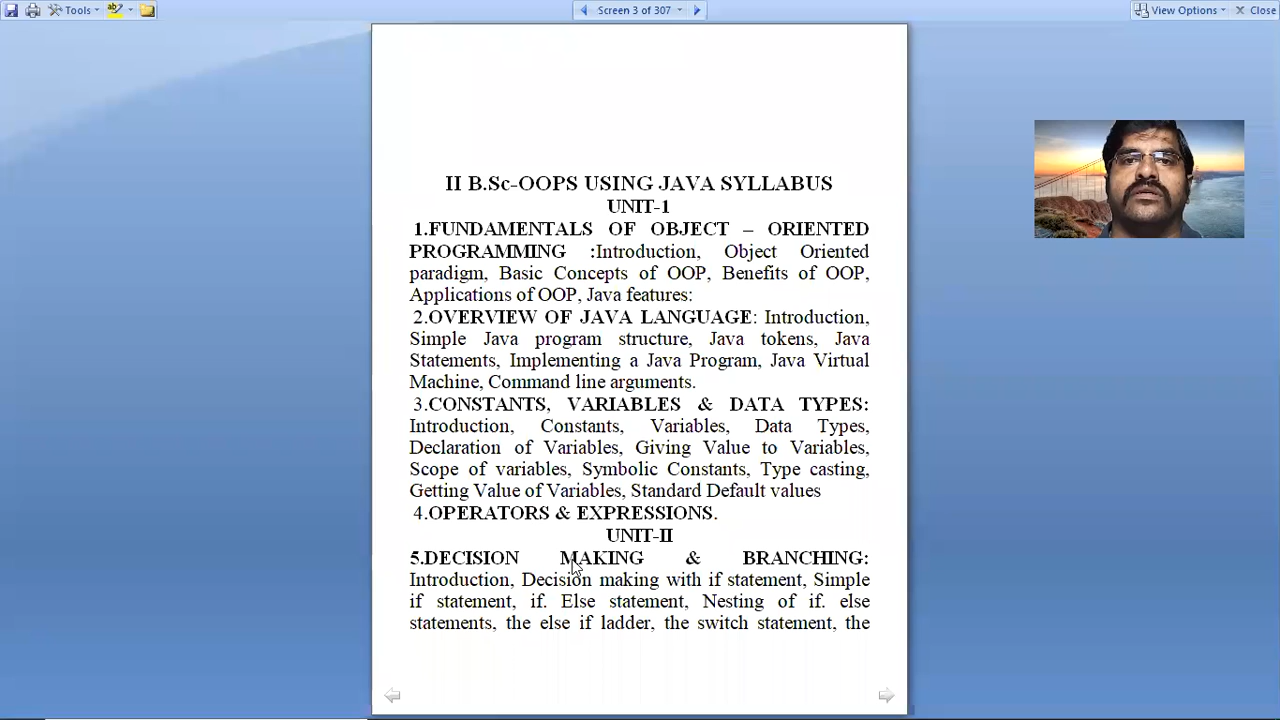 Tools
Screen 3 of 307
View Options
Close
II B.Sc-OOPS USING JAVA SYLLABUS
UNIT-1
1.FUNDAMENTALS OF OBJECT – ORIENTED
PROGRAMMING :Introduction, Object Oriented
paradigm, Basic Concepts of OOP, Benefits of OOP,
Applications of OOP, Java features:
2.OVERVIEW OF JAVA LANGUAGE: Introduction,
Simple Java program structure, Java tokens, Java
Statements, Implementing a Java Program, Java Virtual
Machine, Command line arguments.
3.CONSTANTS, VARIABLES & DATA TYPES:
Introduction, Constants, Variables, Data Types,
Declaration of Variables, Giving Value to Variables,
Scope of variables, Symbolic Constants, Type casting,
Getting Value of Variables, Standard Default values
4.OPERATORS & EXPRESSIONS.
UNIT-II
5.DECISION MAKING & BRANCHING:
Introduction, Decision making with if statement, Simple
if statement, if. Else statement, Nesting of if. else
statements, the else if ladder, the switch statement, the